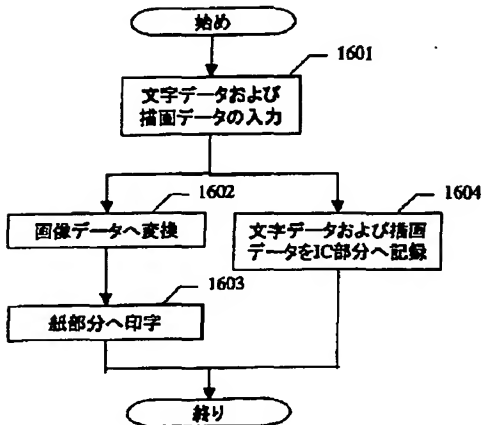 始め
1601
文字データおよび
描画データの入力
1602
画像データへ変換
1604
文字データおよび描画
データをIC部分へ記録
1603
紙部分へ印字
終り